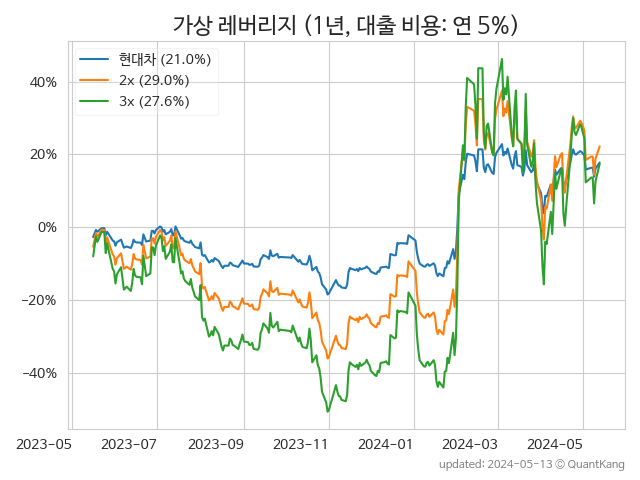 가상 레버리지 (1년, 대출 비용: 연 5%)
현대차 (21.0%)
2x (29.0%)
3x (27.6%)
40%
20%
0%
−20%
−40%
2023-05 2023-07 2023-09 2023-11 2024-01 2024-03 2024-05
updated: 2024-05-13 © QuantKang